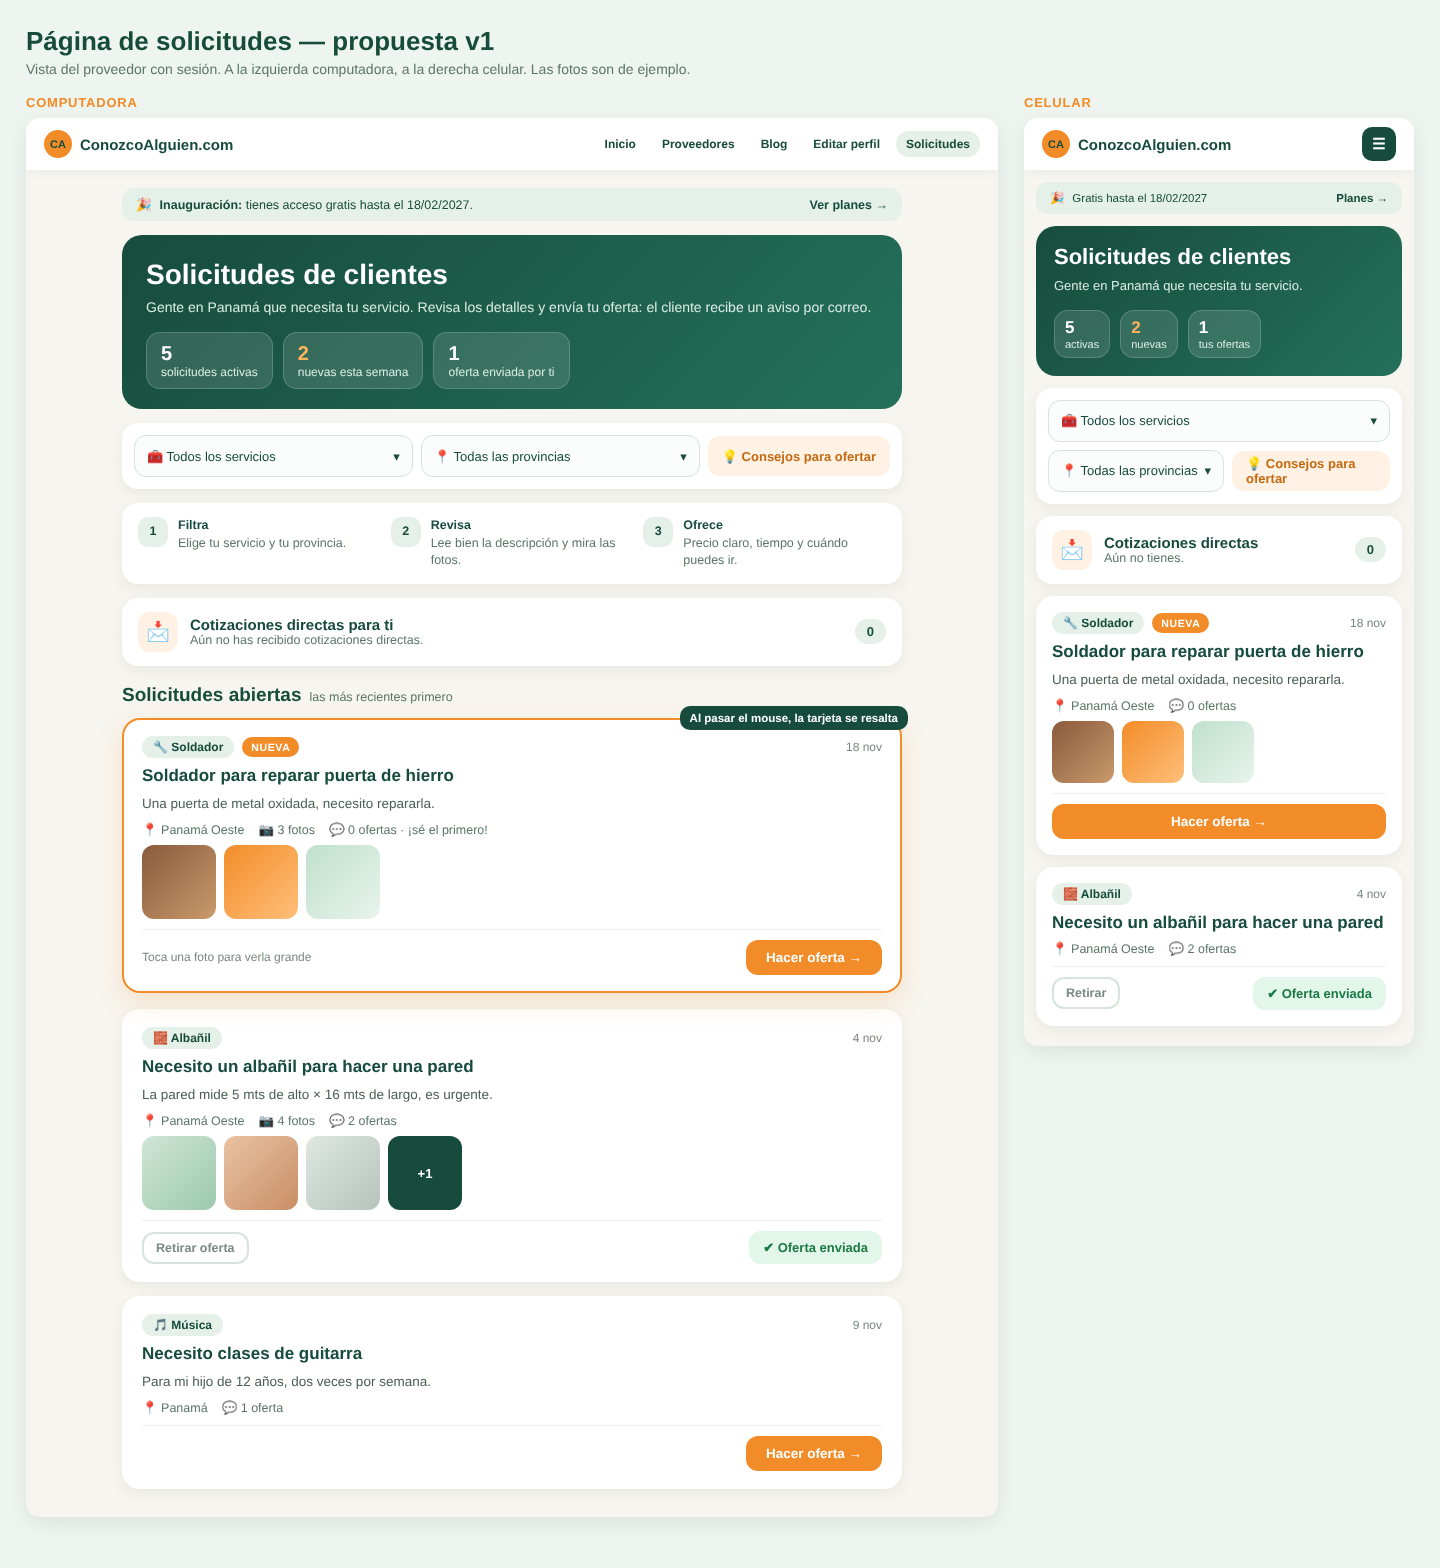 Página de solicitudes — propuesta v1
Vista del proveedor con sesión. A la izquierda computadora, a la derecha celular. Las fotos son de ejemplo.
COMPUTADORA
CA ConozcoAlguien.com
Inicio Proveedores Blog Editar perfil Solicitudes
🎉 Inauguración: tienes acceso gratis hasta el 18/02/2027. Ver planes →
Solicitudes de clientes
Gente en Panamá que necesita tu servicio. Revisa los detalles y envía tu oferta: el cliente recibe un aviso por correo.
5 solicitudes activas
2 nuevas esta semana
1 oferta enviada por ti
🧰 Todos los servicios ▾
📍 Todas las provincias ▾
💡 Consejos para ofertar
1 Filtra
Elige tu servicio y tu provincia.
2 Revisa
Lee bien la descripción y mira las
fotos.
3 Ofrece
Precio claro, tiempo y cuándo
puedes ir.
📩 Cotizaciones directas para ti
Aún no has recibido cotizaciones directas.
0
Solicitudes abiertas las más recientes primero
Al pasar el mouse, la tarjeta se resalta
🔧 Soldador NUEVA 18 nov
Soldador para reparar puerta de hierro
Una puerta de metal oxidada, necesito repararla.
📍 Panamá Oeste 📷 3 fotos 💬 0 ofertas · ¡sé el primero!
Toca una foto para verla grande
Hacer oferta →
🧱 Albañil 4 nov
Necesito un albañil para hacer una pared
La pared mide 5 mts de alto × 16 mts de largo, es urgente.
📍 Panamá Oeste 📷 4 fotos 💬 2 ofertas
+1
Retirar oferta
✔ Oferta enviada
🎵 Música 9 nov
Necesito clases de guitarra
Para mi hijo de 12 años, dos veces por semana.
📍 Panamá 💬 1 oferta
Hacer oferta →
CELULAR
CA ConozcoAlguien.com ☰
🎉 Gratis hasta el 18/02/2027 Planes →
Solicitudes de clientes
Gente en Panamá que necesita tu servicio.
5 activas
2 nuevas
1 tus ofertas
🧰 Todos los servicios ▾
📍 Todas las provincias ▾
💡 Consejos para
ofertar
📩 Cotizaciones directas
Aún no tienes.
0
🔧 Soldador NUEVA 18 nov
Soldador para reparar puerta de hierro
Una puerta de metal oxidada, necesito repararla.
📍 Panamá Oeste 💬 0 ofertas
Hacer oferta →
🧱 Albañil 4 nov
Necesito un albañil para hacer una pared
📍 Panamá Oeste 💬 2 ofertas
Retirar
✔ Oferta enviada